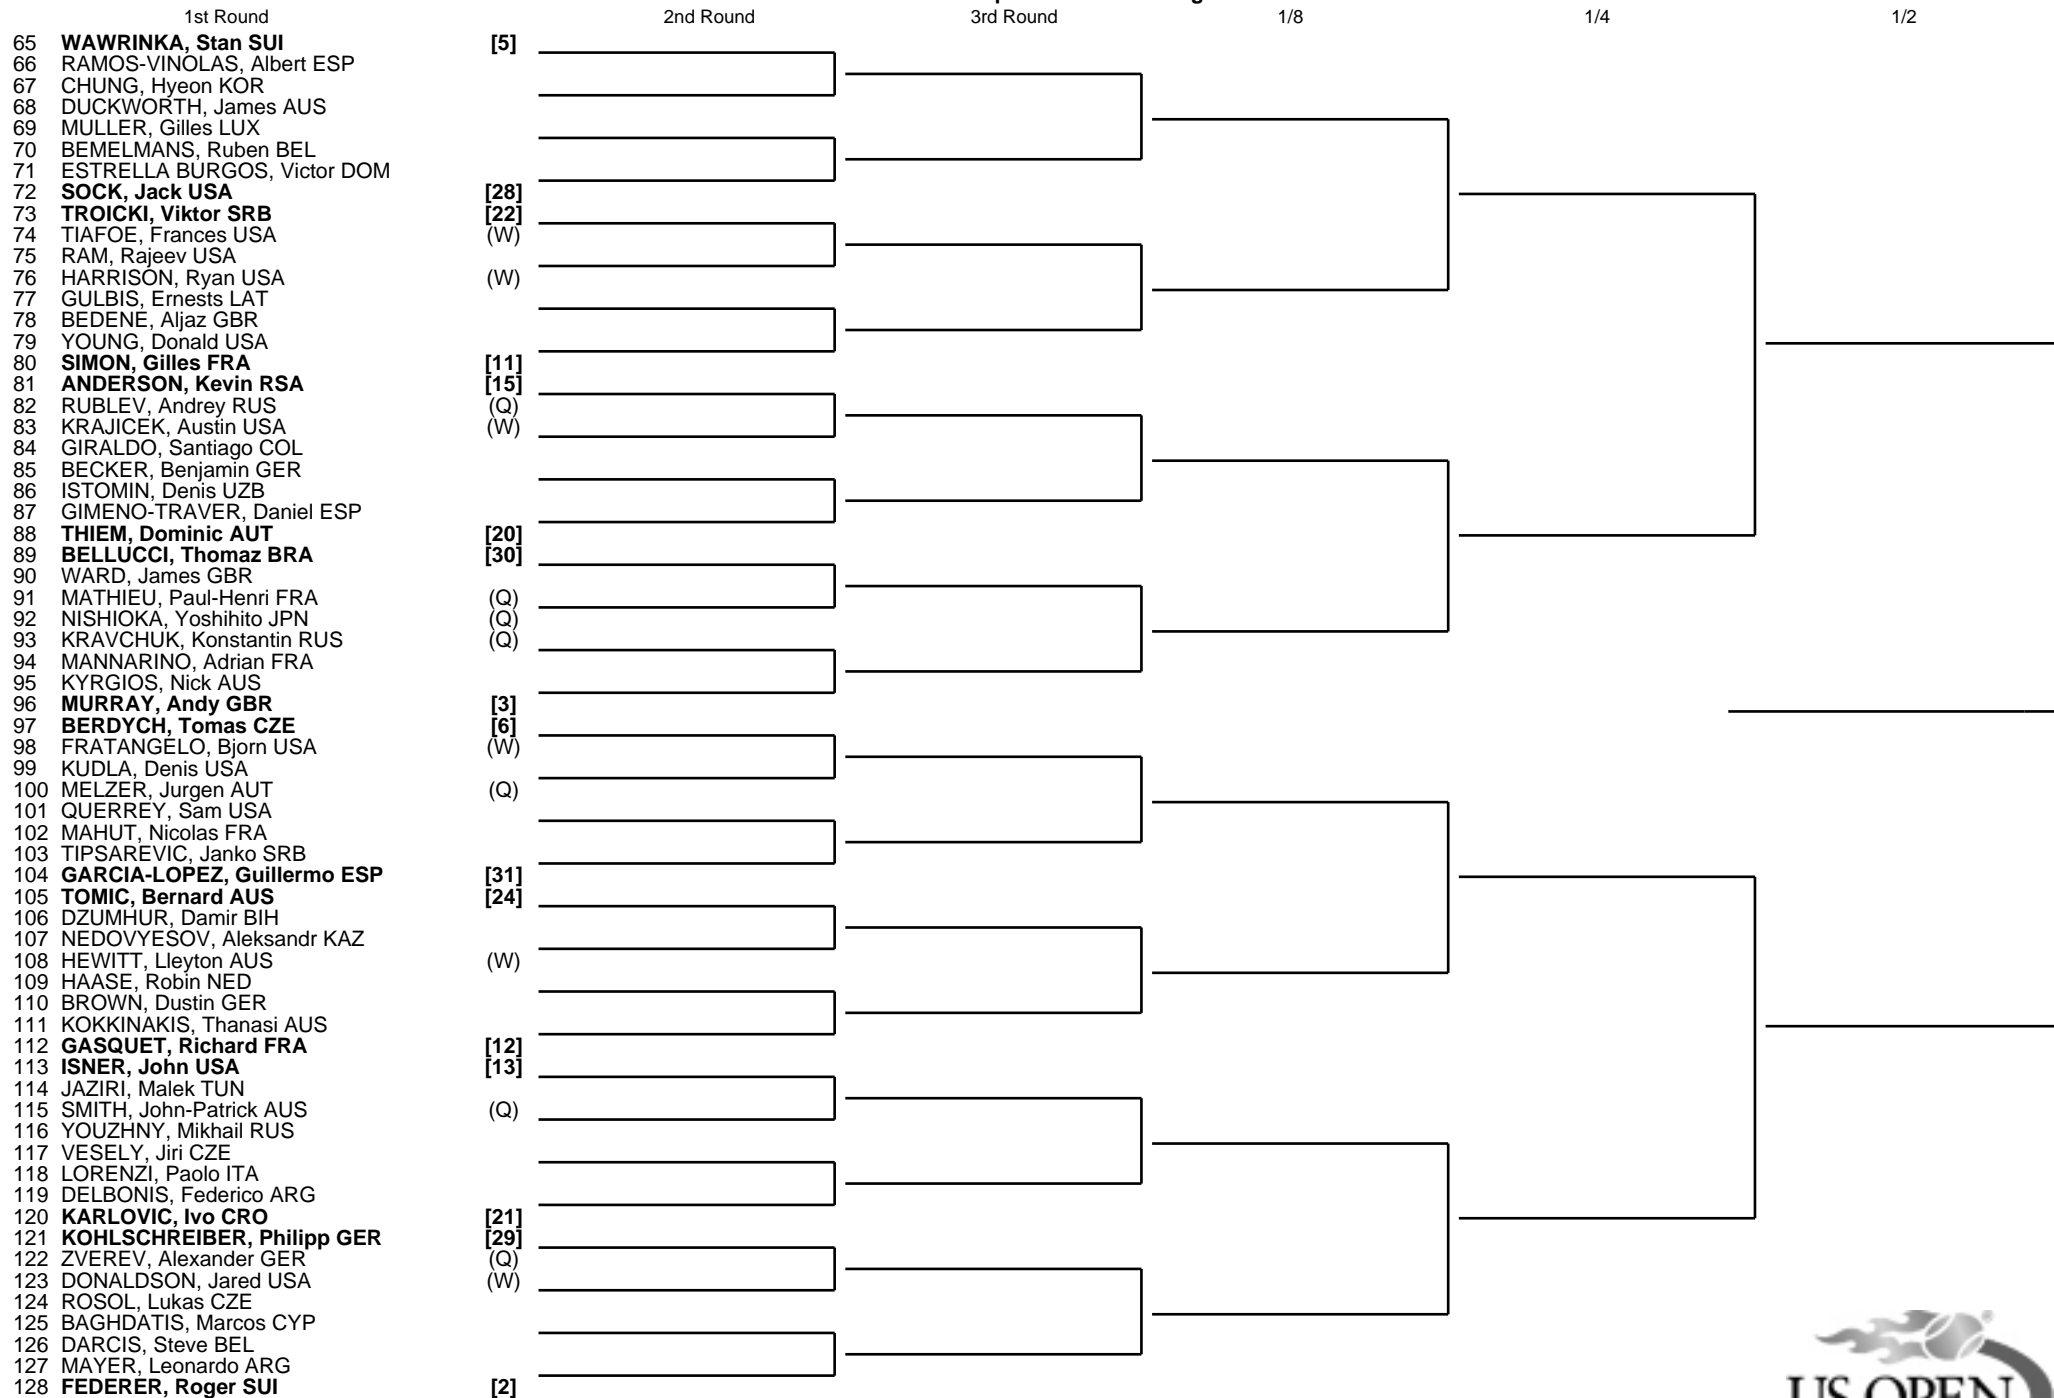 1st Round 2nd Round 3rd Round 1/8 1/4 1/2
65 WAWRINKA, Stan SUI [5]
66 RAMOS-VINOLAS, Albert ESP
67 CHUNG, Hyeon KOR
68 DUCKWORTH, James AUS
69 MULLER, Gilles LUX
70 BEMELMANS, Ruben BEL
71 ESTRELLA BURGOS, Victor DOM
72 SOCK, Jack USA [28]
73 TROICKI, Viktor SRB [22]
74 TIAFOE, Frances USA (W)
75 RAM, Rajeev USA
76 HARRISON, Ryan USA (W)
77 GULBIS, Ernests LAT
78 BEDENE, Aljaz GBR
79 YOUNG, Donald USA
80 SIMON, Gilles FRA [11]
81 ANDERSON, Kevin RSA [15]
82 RUBLEV, Andrey RUS (Q)
83 KRAJICEK, Austin USA (W)
84 GIRALDO, Santiago COL
85 BECKER, Benjamin GER
86 ISTOMIN, Denis UZB
87 GIMENO-TRAVER, Daniel ESP
88 THIEM, Dominic AUT [20]
89 BELLUCCI, Thomaz BRA [30]
90 WARD, James GBR
91 MATHIEU, Paul-Henri FRA (Q)
92 NISHIOKA, Yoshihito JPN (Q)
93 KRAVCHUK, Konstantin RUS (Q)
94 MANNARINO, Adrian FRA
95 KYRGIOS, Nick AUS
96 MURRAY, Andy GBR [3]
97 BERDYCH, Tomas CZE [6]
98 FRATANGELO, Bjorn USA (W)
99 KUDLA, Denis USA
100 MELZER, Jurgen AUT (Q)
101 QUERREY, Sam USA
102 MAHUT, Nicolas FRA
103 TIPSAREVIC, Janko SRB
104 GARCIA-LOPEZ, Guillermo ESP [31]
105 TOMIC, Bernard AUS [24]
106 DZUMHUR, Damir BIH
107 NEDOVYESOV, Aleksandr KAZ
108 HEWITT, Lleyton AUS (W)
109 HAASE, Robin NED
110 BROWN, Dustin GER
111 KOKKINAKIS, Thanasi AUS
112 GASQUET, Richard FRA [12]
113 ISNER, John USA [13]
114 JAZIRI, Malek TUN
115 SMITH, John-Patrick AUS (Q)
116 YOUZHNY, Mikhail RUS
117 VESELY, Jiri CZE
118 LORENZI, Paolo ITA
119 DELBONIS, Federico ARG
120 KARLOVIC, Ivo CRO [21]
121 KOHLSCHREIBER, Philipp GER [29]
122 ZVEREV, Alexander GER (Q)
123 DONALDSON, Jared USA (W)
124 ROSOL, Lukas CZE
125 BAGHDATIS, Marcos CYP
126 DARCIS, Steve BEL
127 MAYER, Leonardo ARG
128 FEDERER, Roger SUI [2]
US OPEN